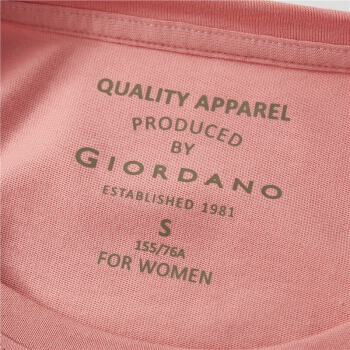 QUALITY APPAREL
PRODUCED
BY
GIORDANO
ESTABLISHED 1981
S
155/76A
FOR WOMEN